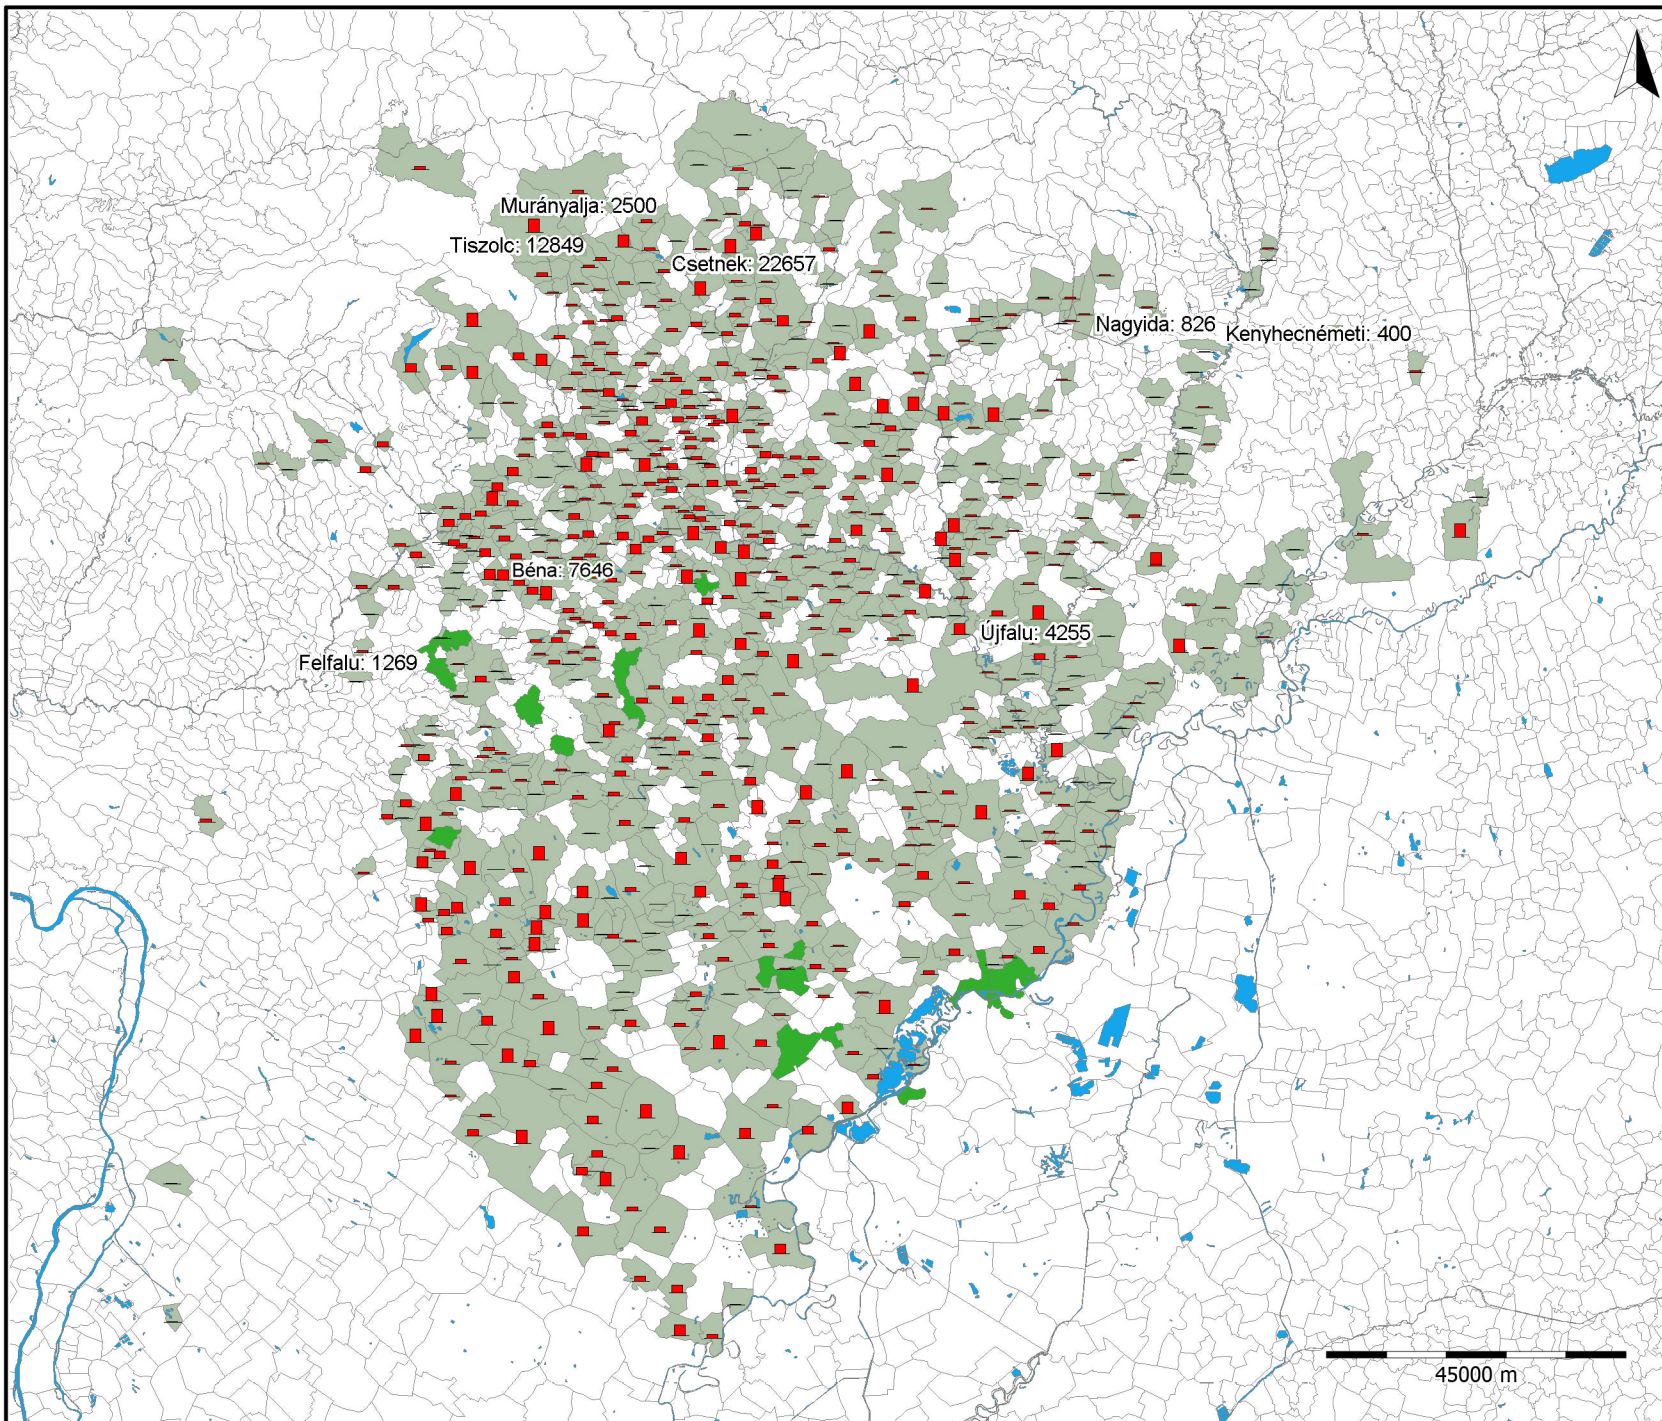 Murányalja: 2500
Tiszolc: 12849
Csetnek: 22657
Nagyida: 826
Kenyhecnémeti: 400
Béna: 7646
Újfalu: 4255
Felfalu: 1269
45000 m